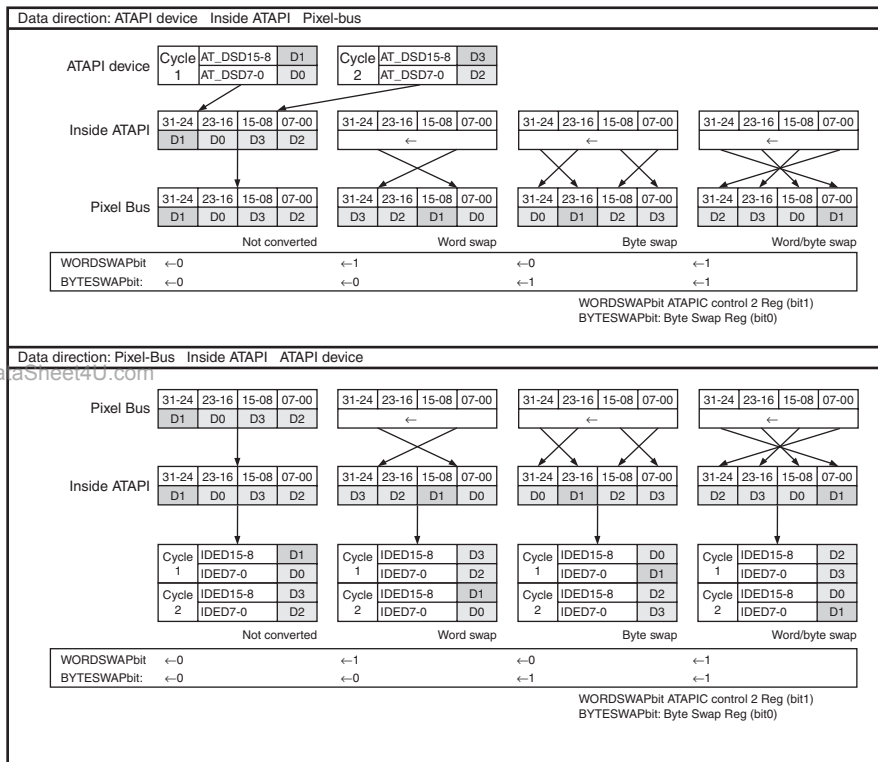 Data direction: ATAPI device Inside ATAPI Pixel-bus
ATAPI device
Cycle 1 AT_DSD15-8 D1
AT_DSD7-0 D0
Cycle 2 AT_DSD15-8 D3
AT_DSD7-0 D2
Inside ATAPI
31-24 23-16 15-08 07-00 31-24 23-16 15-08 07-00 31-24 23-16 15-08 07-00 31-24 23-16 15-08 07-00
D1 D0 D3 D2 ← ← ←
Pixel Bus
31-24 23-16 15-08 07-00 31-24 23-16 15-08 07-00 31-24 23-16 15-08 07-00 31-24 23-16 15-08 07-00
D1 D0 D3 D2 D3 D2 D1 D0 D0 D1 D2 D3 D2 D3 D0 D1
Not converted Word swap Byte swap Word/byte swap
WORDSWAPbit ←0 ←1 ←0 ←1
BYTESWAPbit: ←0 ←0 ←1 ←1
WORDSWAPbit ATAPIC control 2 Reg (bit1)
BYTESWAPbit: Byte Swap Reg (bit0)
Data direction: Pixel-Bus Inside ATAPI ATAPI device
ataSheet4U.com
Pixel Bus
31-24 23-16 15-08 07-00 31-24 23-16 15-08 07-00 31-24 23-16 15-08 07-00 31-24 23-16 15-08 07-00
D1 D0 D3 D2 ← ← ←
Inside ATAPI
31-24 23-16 15-08 07-00 31-24 23-16 15-08 07-00 31-24 23-16 15-08 07-00 31-24 23-16 15-08 07-00
D1 D0 D3 D2 D3 D2 D1 D0 D0 D1 D2 D3 D2 D3 D0 D1
Cycle 1 IDED15-8 D1 Cycle 1 IDED15-8 D3 Cycle 1 IDED15-8 D0 Cycle 1 IDED15-8 D2
IDED7-0 D0 IDED7-0 D2 IDED7-0 D1 IDED7-0 D3
Cycle 2 IDED15-8 D3 Cycle 2 IDED15-8 D1 Cycle 2 IDED15-8 D2 Cycle 2 IDED15-8 D0
IDED7-0 D2 IDED7-0 D0 IDED7-0 D3 IDED7-0 D1
Not converted Word swap Byte swap Word/byte swap
WORDSWAPbit ←0 ←1 ←0 ←1
BYTESWAPbit: ←0 ←0 ←1 ←1
WORDSWAPbit ATAPIC control 2 Reg (bit1)
BYTESWAPbit: Byte Swap Reg (bit0)